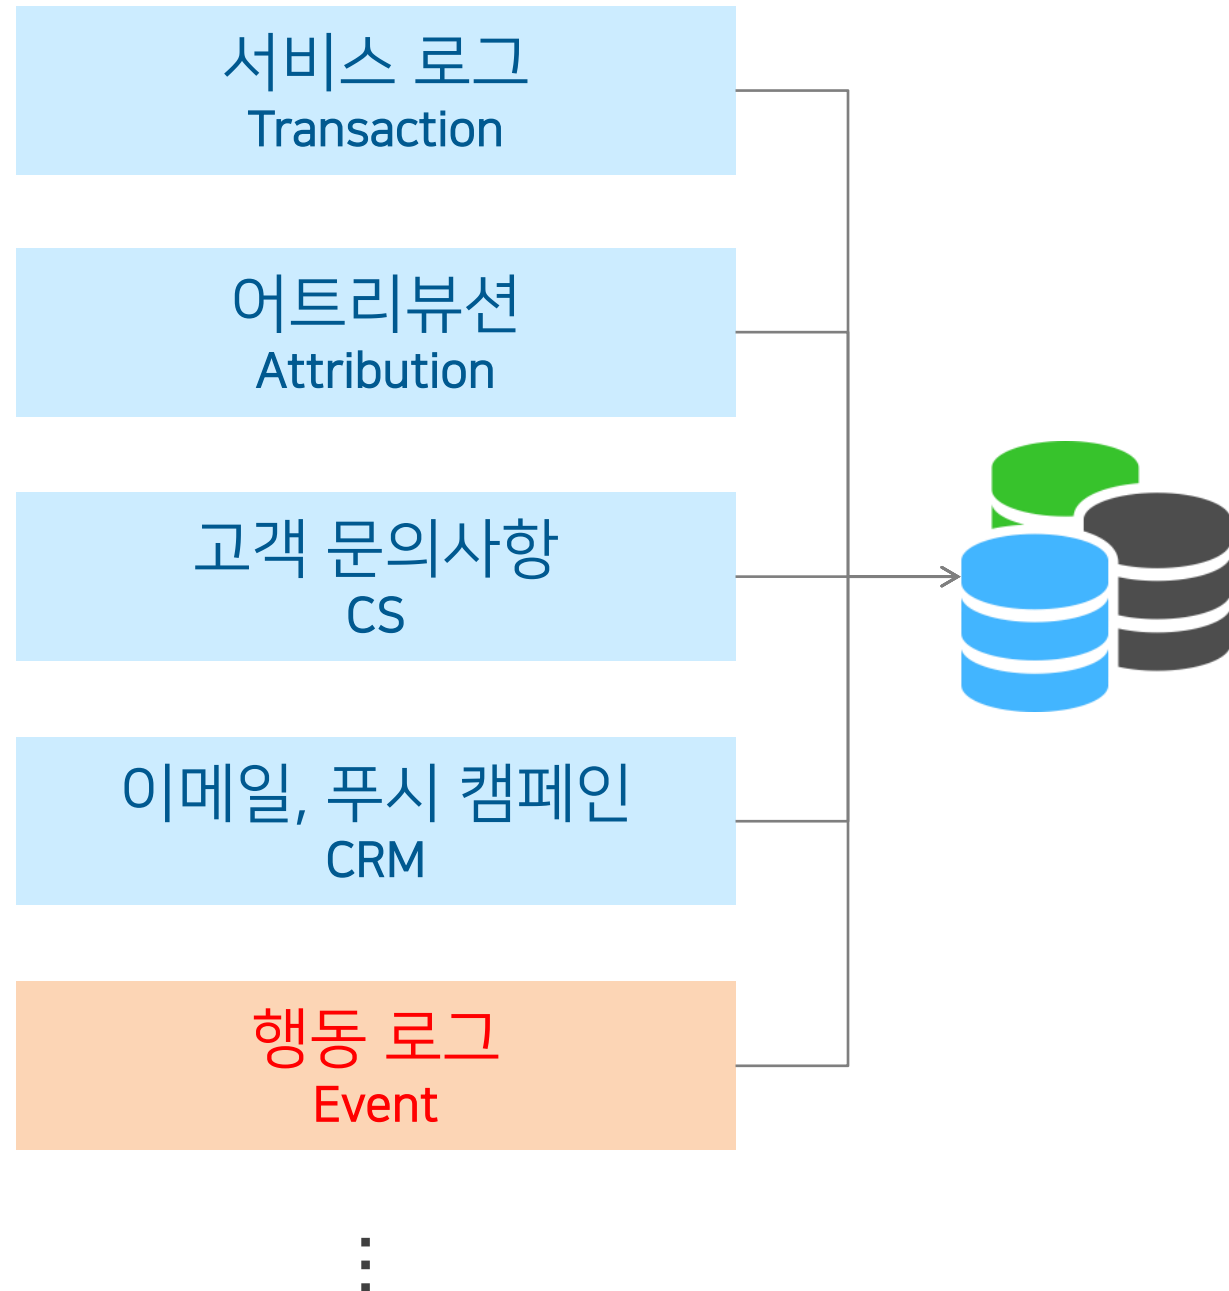 서비스 로그
Transaction
어트리뷰션
Attribution
고객 문의사항
CS
이메일, 푸시 캠페인
CRM
행동 로그
Event